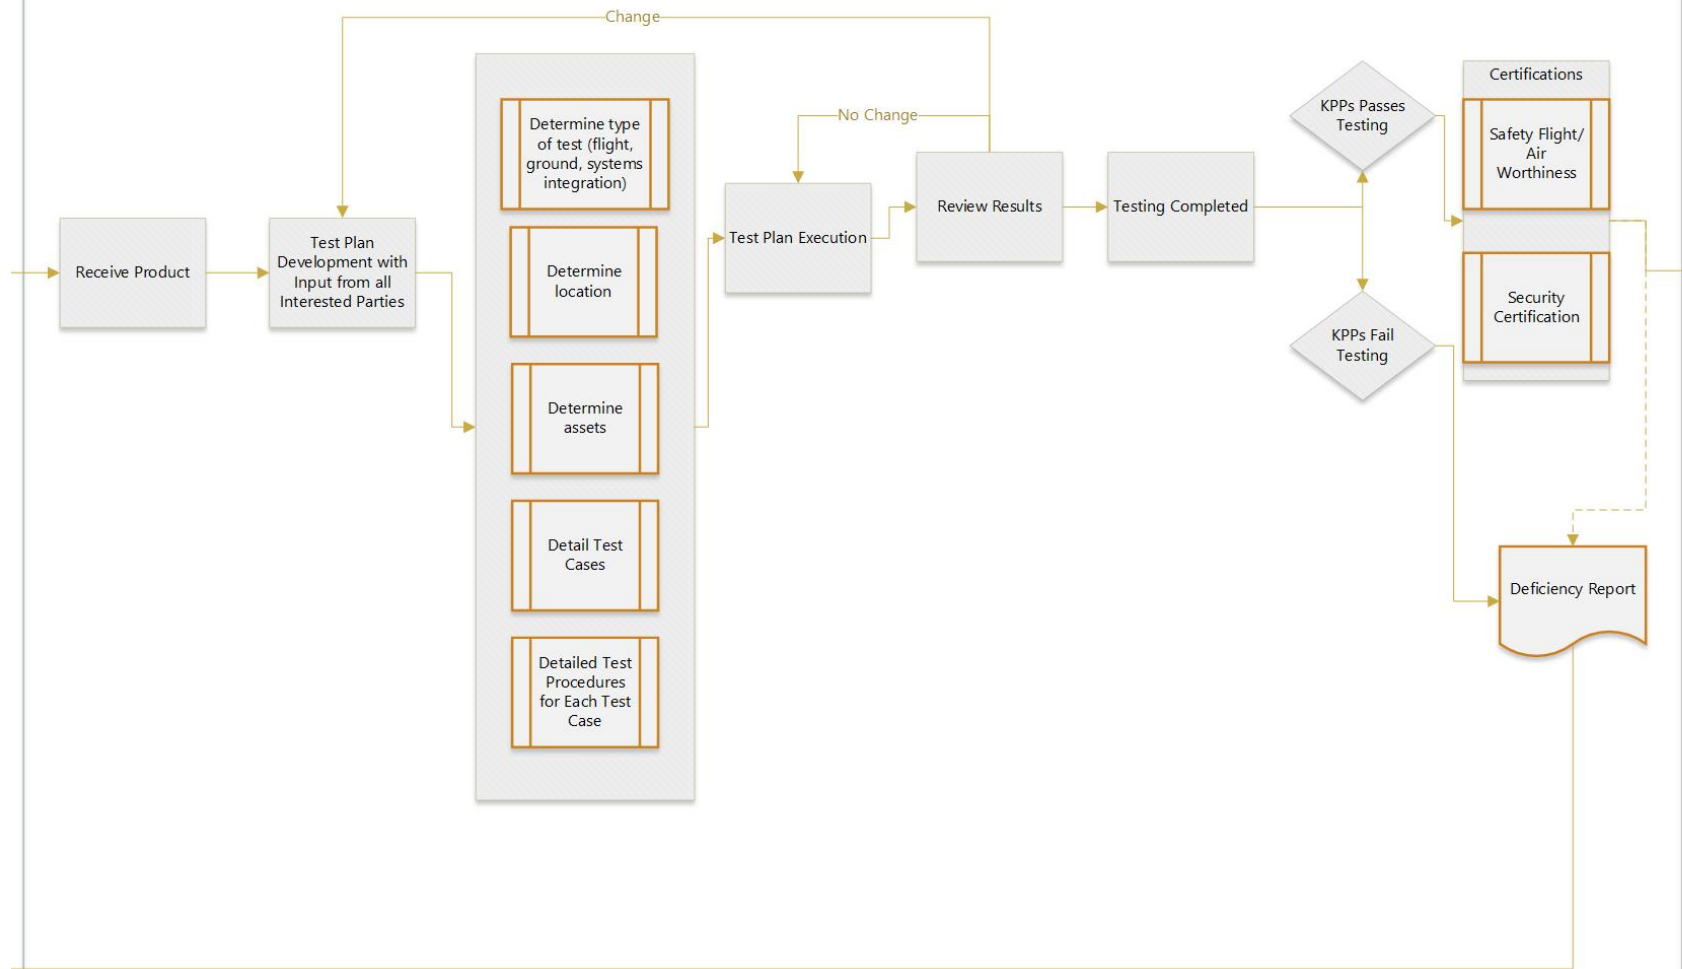 Change
No Change
Receive Product
Test Plan
Development with
Input from all
Interested Parties
Determine type
of test (flight,
ground, systems
integration)
Determine
location
Determine
assets
Detail Test
Cases
Detailed Test
Procedures
for Each Test
Case
Test Plan Execution
Review Results
Testing Completed
KPPs Passes
Testing
KPPs Fail
Testing
Certifications
Safety Flight/
Air
Worthiness
Security
Certification
Deficiency Report